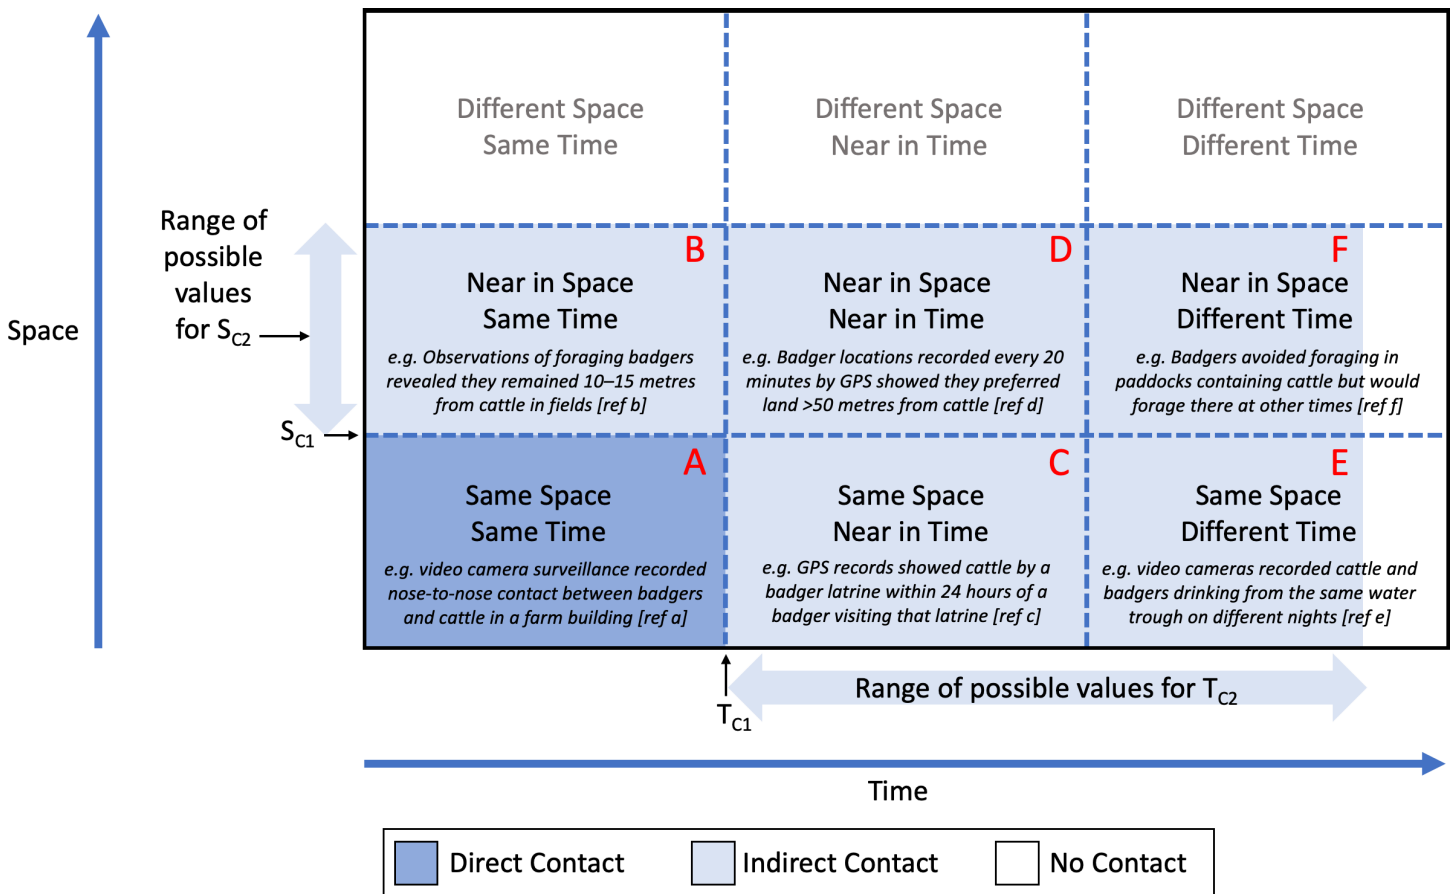 Different Space
Same Time
Different Space
Near in Time
Different Space
Different Time
Range of
possible
values
for SC2
Space
SC1
B
Near in Space
Same Time
e.g. Observations of foraging badgers
revealed they remained 10–15 metres
from cattle in fields [ref b]
D
Near in Space
Near in Time
e.g. Badger locations recorded every 20
minutes by GPS showed they preferred
land >50 metres from cattle [ref d]
F
Near in Space
Different Time
e.g. Badgers avoided foraging in
paddocks containing cattle but would
forage there at other times [ref f]
A
Same Space
Same Time
e.g. video camera surveillance recorded
nose-to-nose contact between badgers
and cattle in a farm building [ref a]
C
Same Space
Near in Time
e.g. GPS records showed cattle by a
badger latrine within 24 hours of a
badger visiting that latrine [ref c]
E
Same Space
Different Time
e.g. video cameras recorded cattle and
badgers drinking from the same water
trough on different nights [ref e]
TC1
Range of possible values for TC2
Time
Direct Contact
Indirect Contact
No Contact